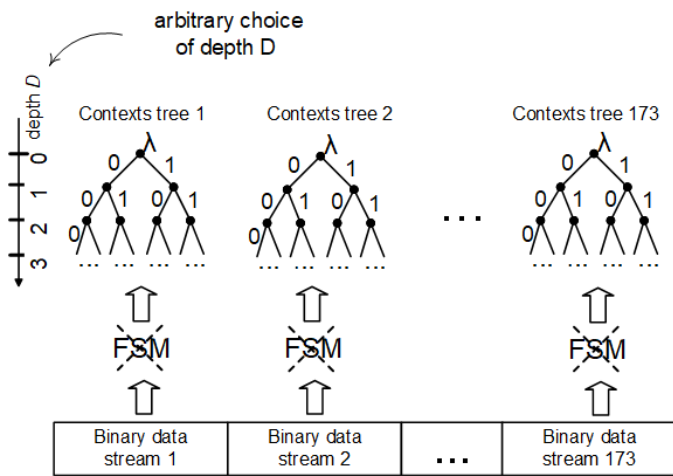 arbitrary choice
of depth D
depth D
0
1
2
3
Contexts tree 1
λ
0 1
0 1 0 1
0
... ... ... ...
FSM
Binary data
stream 1
Contexts tree 2
λ
0 1
0 1 0 1
0
... ... ... ...
FSM
Binary data
stream 2
...
...
Contexts tree 173
λ
0 1
0 1 0 1
0
... ... ... ...
FSM
Binary data
stream 173